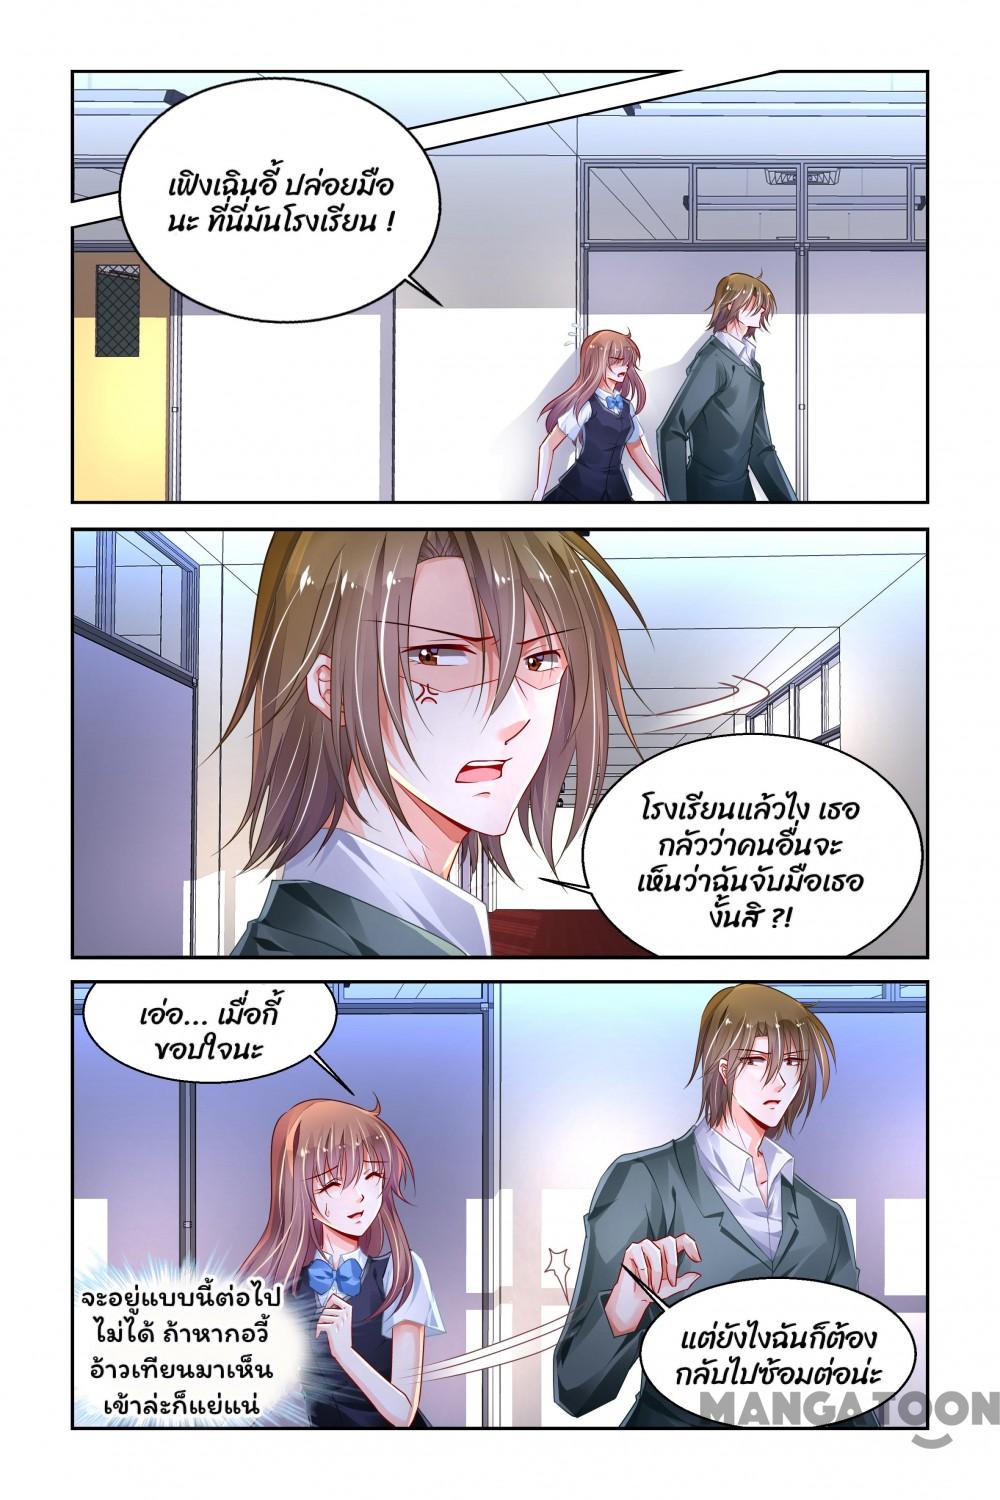 เฟิงเฉินอี้ ปล่อยมือ
นะ ที่นี่มันโรงเรียน !
โรงเรียนแล้วไง เธอ
กลัวว่าคนอื่นจะ
เห็นว่าฉันจับมือเธอ
งั้นสิ ?!
เอ่อ... เมื่อกี้
ขอบใจนะ
จะอยู่แบบนี้ต่อไป
ไม่ได้ ถ้าหากอวี้
อ้าวเทียนมาเห็น
เข้าล่ะก็แย่แน่
แต่ยังไงฉันก็ต้อง
กลับไปซ้อมต่อน่ะ
MANGATOON